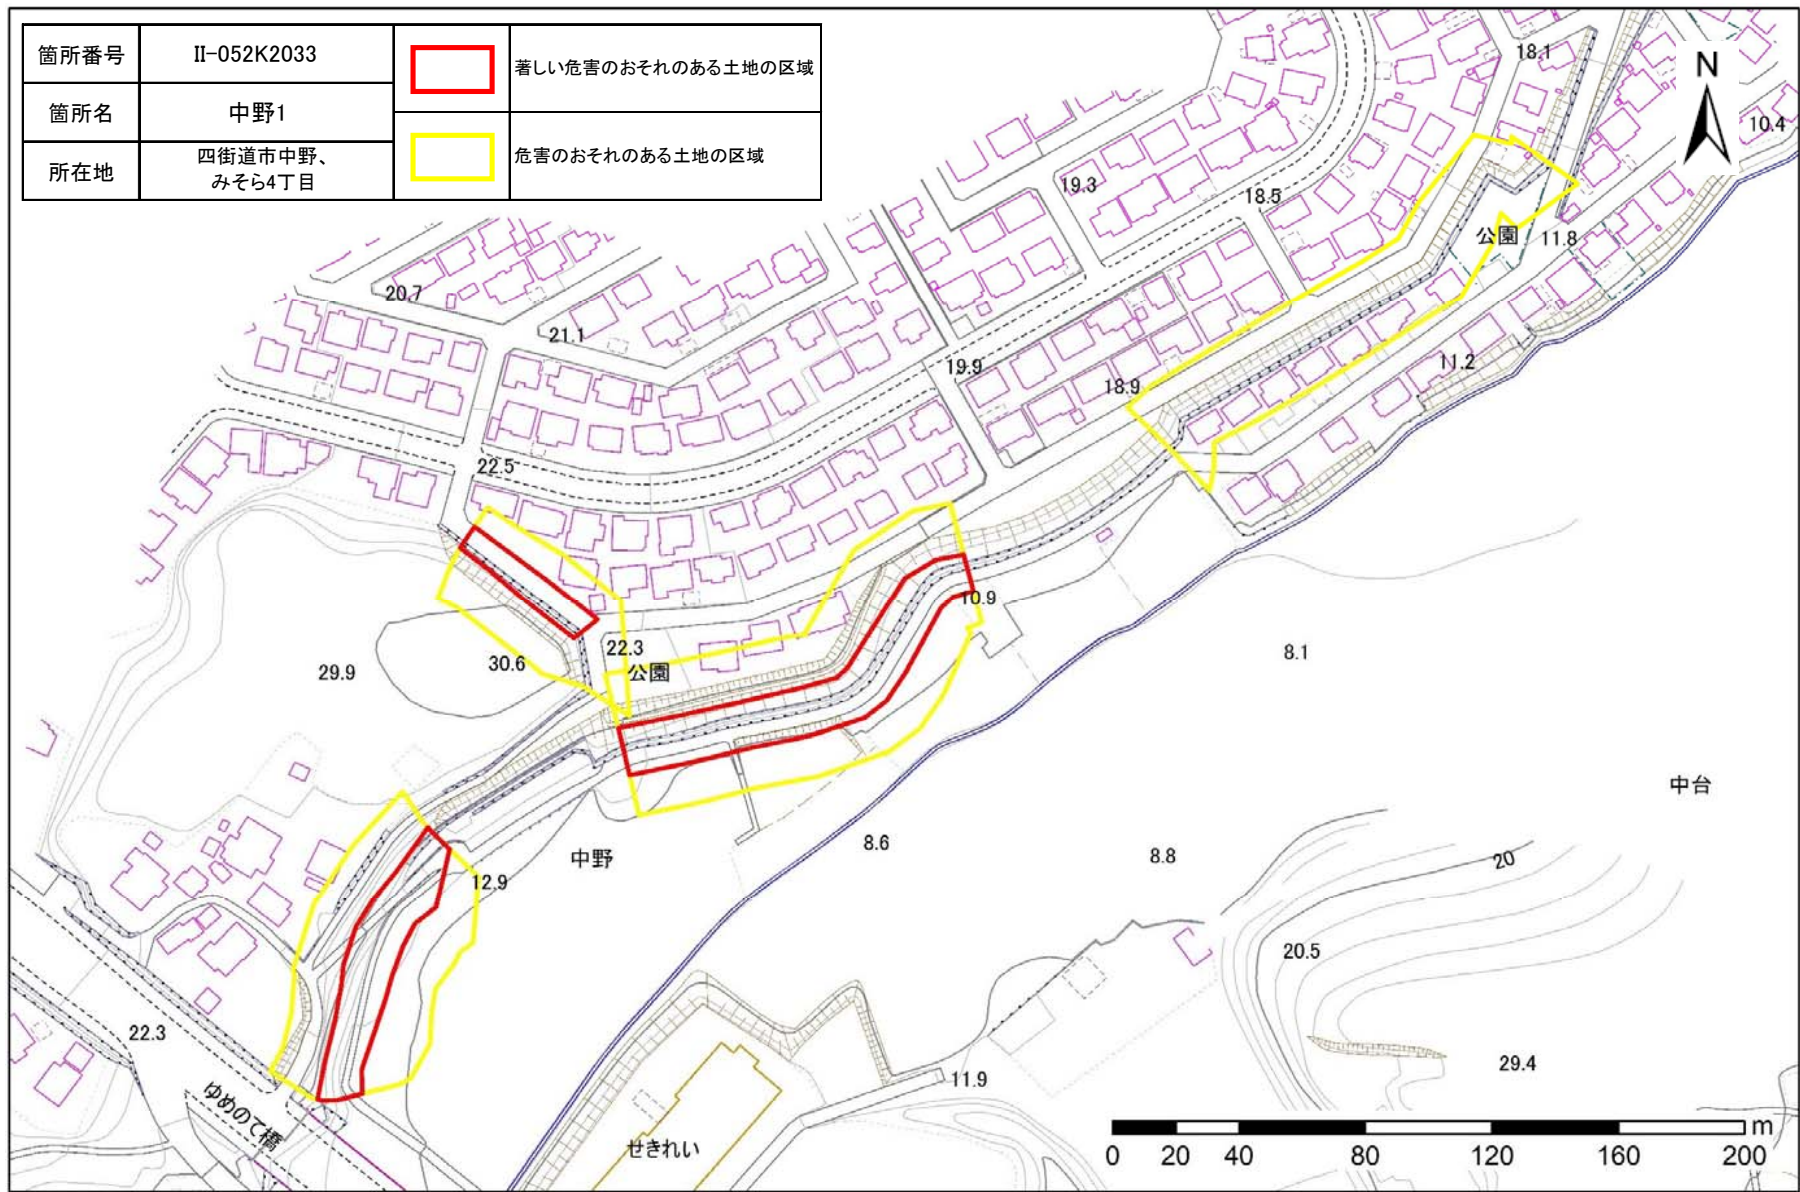 箇所番号
II-052K2033
著しい危害のおそれのある土地の区域
箇所名
中野1
危害のおそれのある土地の区域
所在地
四街道市中野、
みそら4丁目
N
18.1
10.4
19.3
18.5
公園
11.8
20.7
21.1
19.9
18.9
11.2
22.5
10.9
22.3
公園
30.6
29.9
8.1
中台
中野
8.6
8.8
20
12.9
20.5
22.3
ゆめのて橋
11.9
29.4
せきれい
m
0 20 40 80 120 160 200